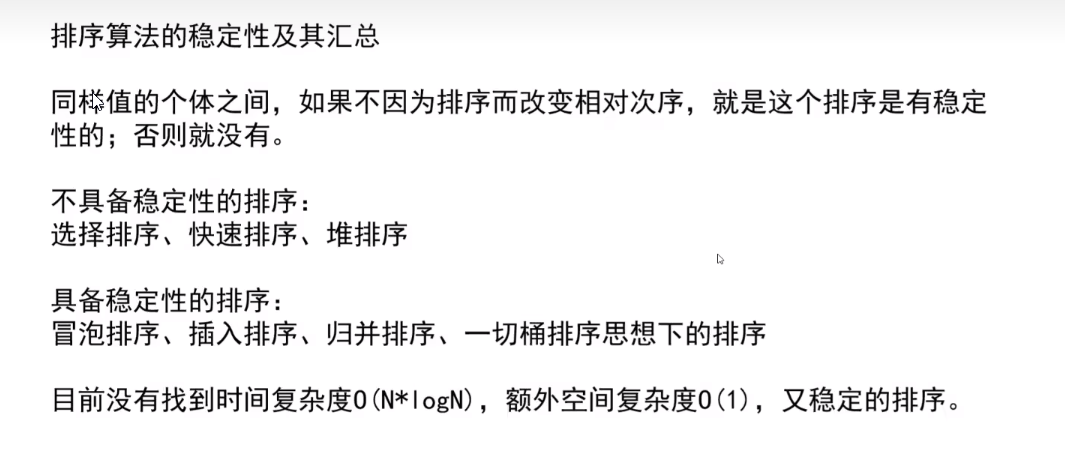 排序算法的稳定性及其汇总
同样值的个体之间，如果不因为排序而改变相对次序，就是这个排序是有稳定
性的；否则就没有。
不具备稳定性的排序：
选择排序、快速排序、堆排序
具备稳定性的排序：
冒泡排序、插入排序、归并排序、一切桶排序思想下的排序
目前没有找到时间复杂度O(N*logN)，额外空间复杂度O(1)，又稳定的排序。